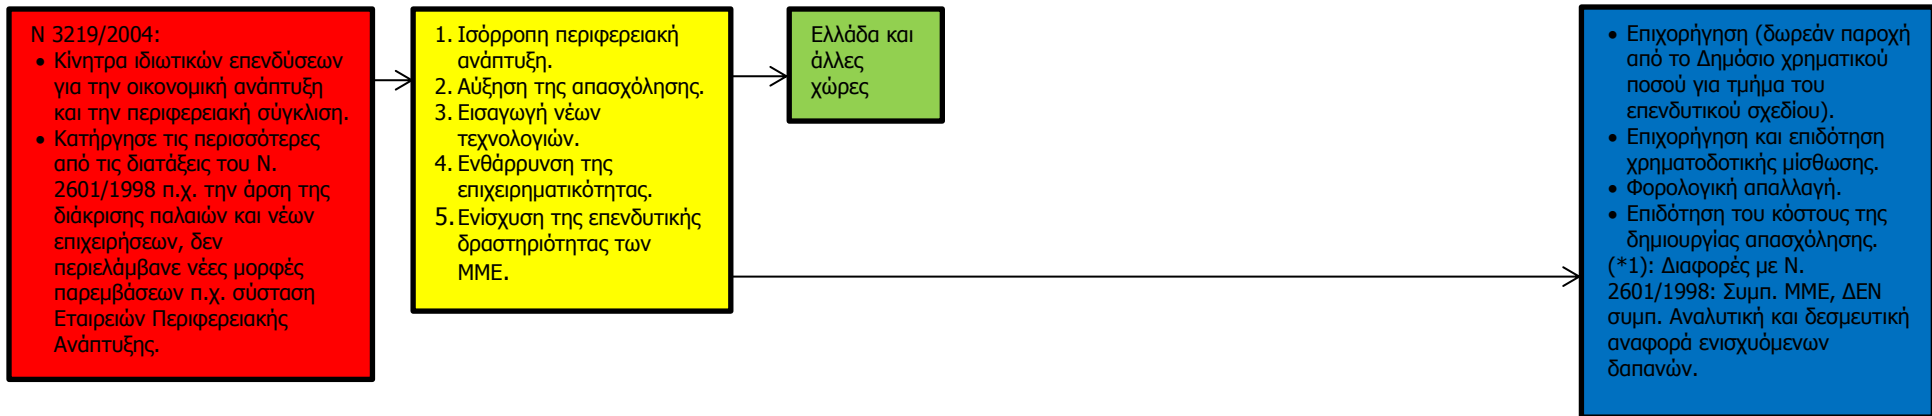 Ν 3219/2004:
• Κίνητρα ιδιωτικών επενδύσεων
για την οικονομική ανάπτυξη
και την περιφερειακή σύγκλιση.
• Κατήργησε τις περισσότερες
από τις διατάξεις του Ν.
2601/1998 π.χ. την άρση της
διάκρισης παλαιών και νέων
επιχειρήσεων, δεν
περιελάμβανε νέες μορφές
παρεμβάσεων π.χ. σύσταση
Εταιρειών Περιφερειακής
Ανάπτυξης.
1. Ισόρροπη περιφερειακή
ανάπτυξη.
2. Αύξηση της απασχόλησης.
3. Εισαγωγή νέων
τεχνολογιών.
4. Ενθάρρυνση της
επιχειρηματικότητας.
5. Ενίσχυση της επενδυτικής
δραστηριότητας των
ΜΜΕ.
Ελλάδα και
άλλες
χώρες
• Επιχορήγηση (δωρεάν παροχή
από το Δημόσιο χρηματικού
ποσού για τμήμα του
επενδυτικού σχεδίου).
• Επιχορήγηση και επιδότηση
χρηματοδοτικής μίσθωσης.
• Φορολογική απαλλαγή.
• Επιδότηση του κόστους της
δημιουργίας απασχόλησης.
(*1): Διαφορές με Ν.
2601/1998: Συμπ. ΜΜΕ, ΔΕΝ
συμπ. Αναλυτική και δεσμευτική
αναφορά ενισχυόμενων
δαπανών.